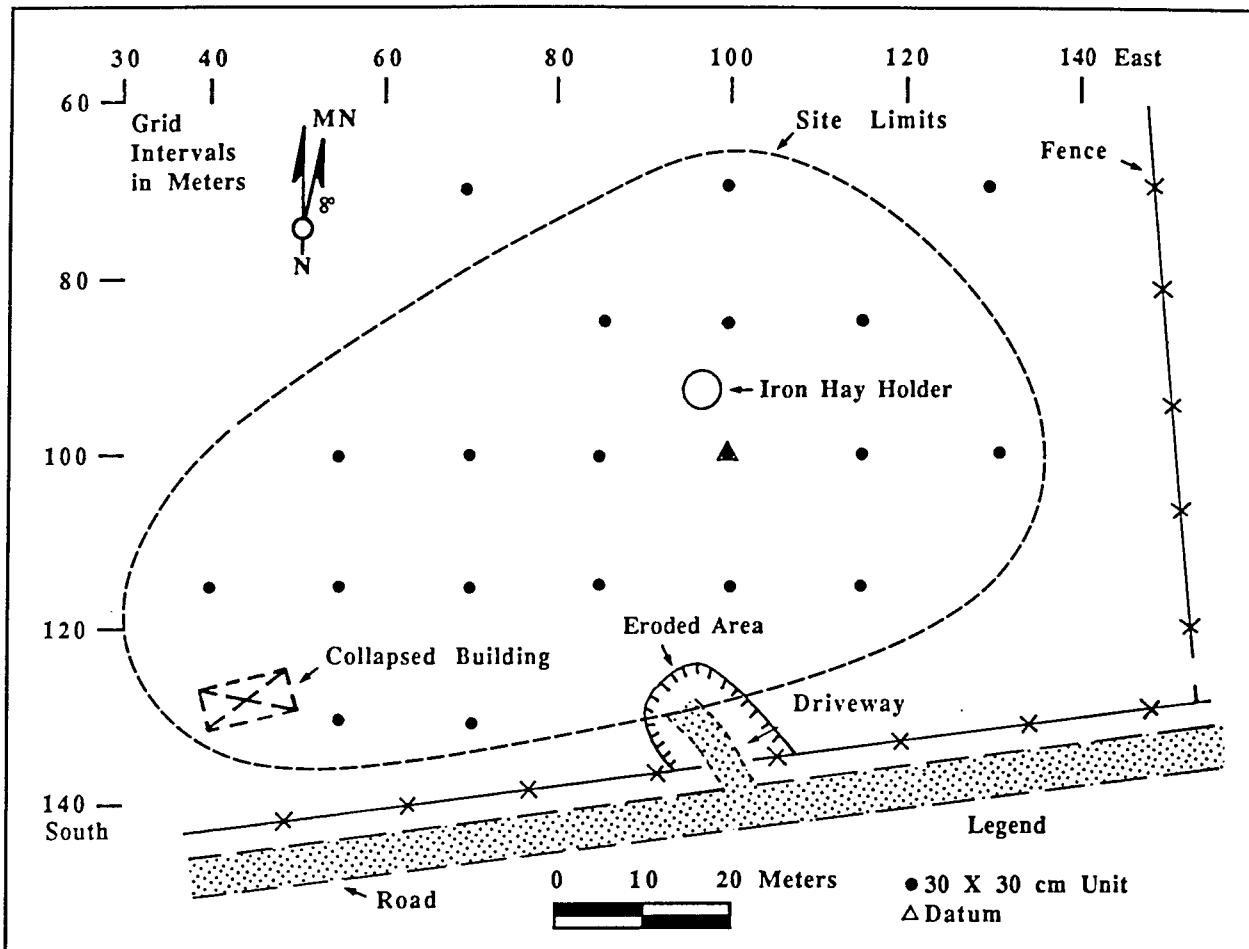 30 40 60 80 100 120 140 East
60
Grid
Intervals
in Meters
MN
8°
N
Site Limits
Fence
80
Iron Hay Holder
100
120
Eroded Area
Collapsed Building
Driveway
140
South
Legend
Road
0 10 20 Meters
30 X 30 cm Unit
Datum